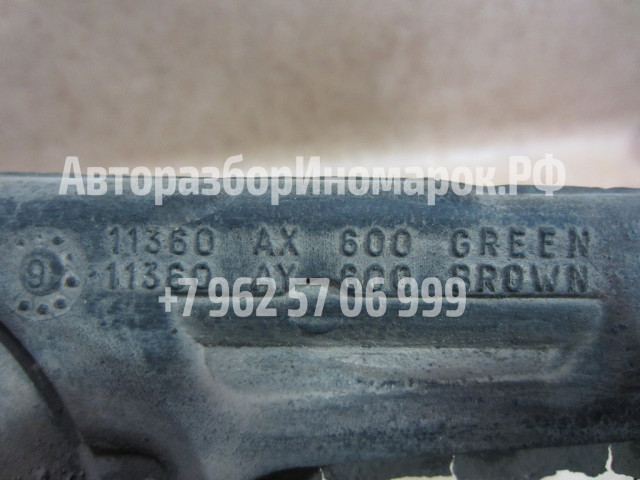 АвторазборИномарок.РФ
11360 AX 600 GREEN
9
11360 AY 600 BROWN
+7 962 57 06 999